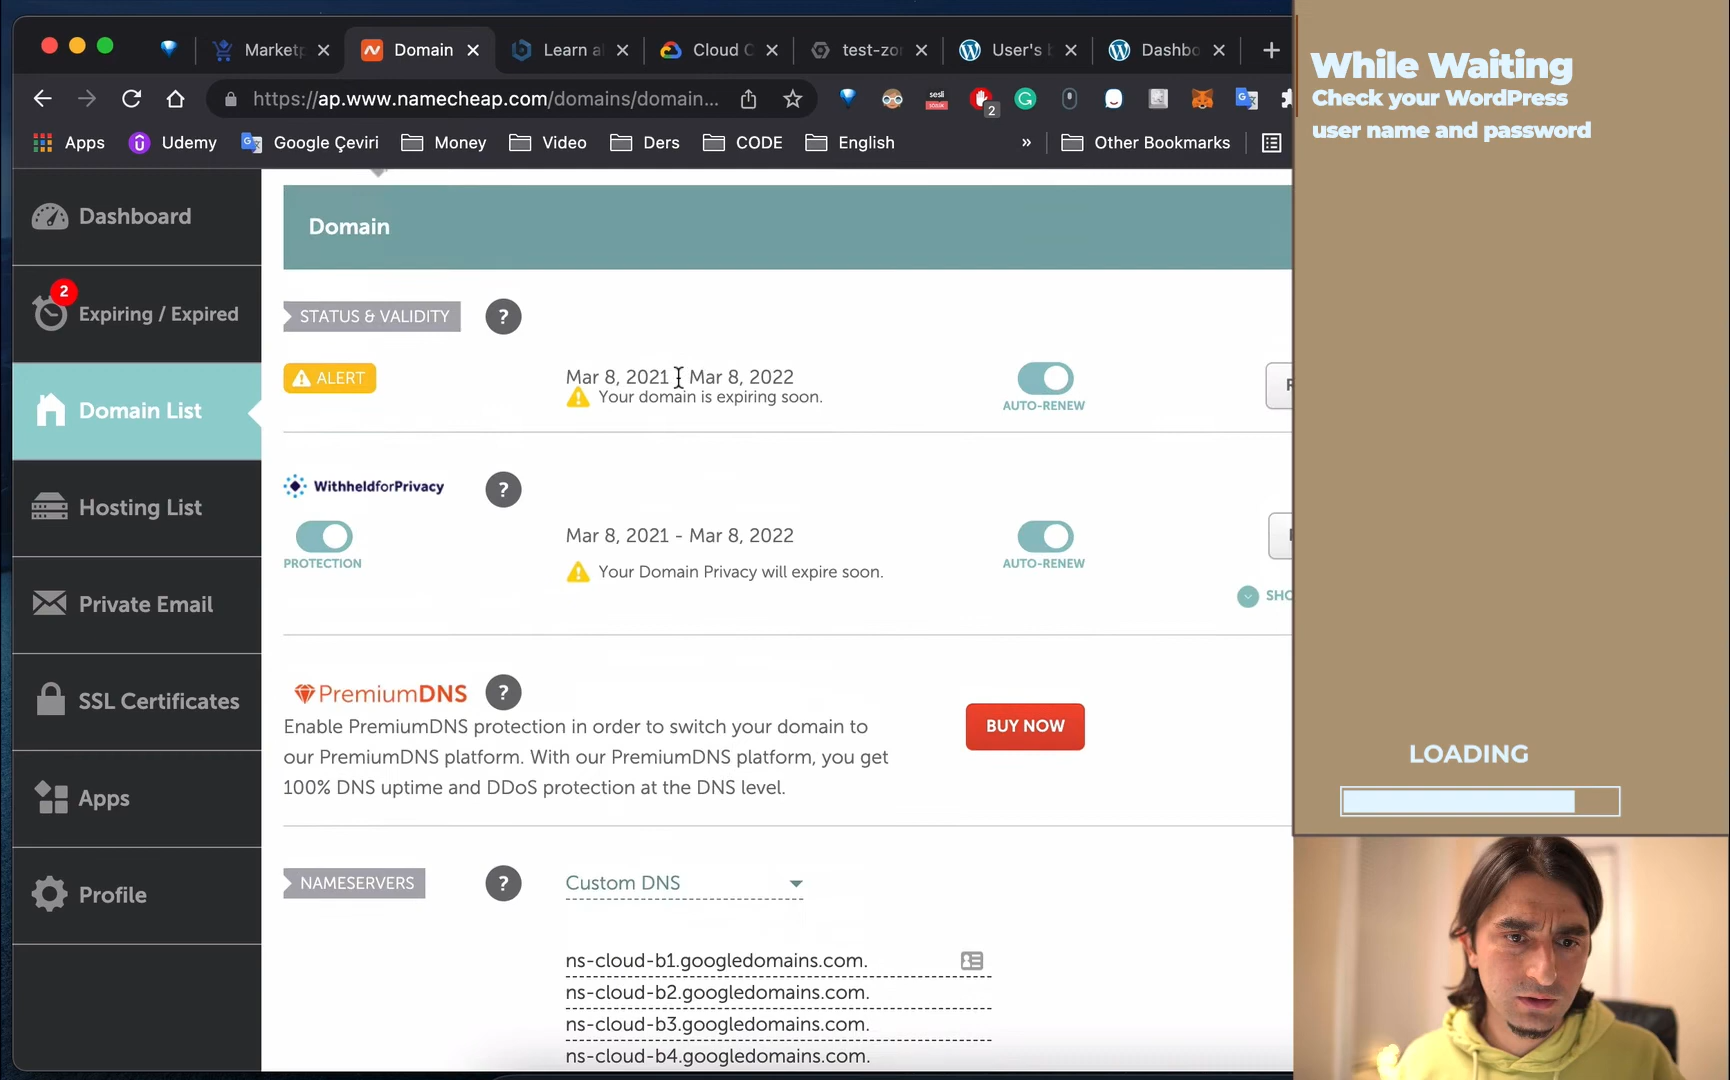 Market
Domain
Learn a
Cloud
test-zo
User's
Dashbo
https://ap.www.namecheap.com/domains/domain...
sesli
2
Apps
Udemy
Google Çeviri
Money
Video
Ders
CODE
English
»
Other Bookmarks
Dashboard
2
Expiring / Expired
Domain List
Hosting List
Private Email
SSL Certificates
Apps
Profile
Domain
STATUS & VALIDITY
?
ALERT
Mar 8, 2021 - Mar 8, 2022
Your domain is expiring soon.
AUTO-RENEW
WithheldforPrivacy
?
PROTECTION
Mar 8, 2021 - Mar 8, 2022
Your Domain Privacy will expire soon.
AUTO-RENEW
SHO
PremiumDNS
?
Enable PremiumDNS protection in order to switch your domain to
our PremiumDNS platform. With our PremiumDNS platform, you get
100% DNS uptime and DDoS protection at the DNS level.
BUY NOW
NAMESERVERS
?
Custom DNS
ns-cloud-b1.googledomains.com.
ns-cloud-b2.googledomains.com.
ns-cloud-b3.googledomains.com.
ns-cloud-b4.googledomains.com.
While Waiting
Check your WordPress
user name and password
LOADING